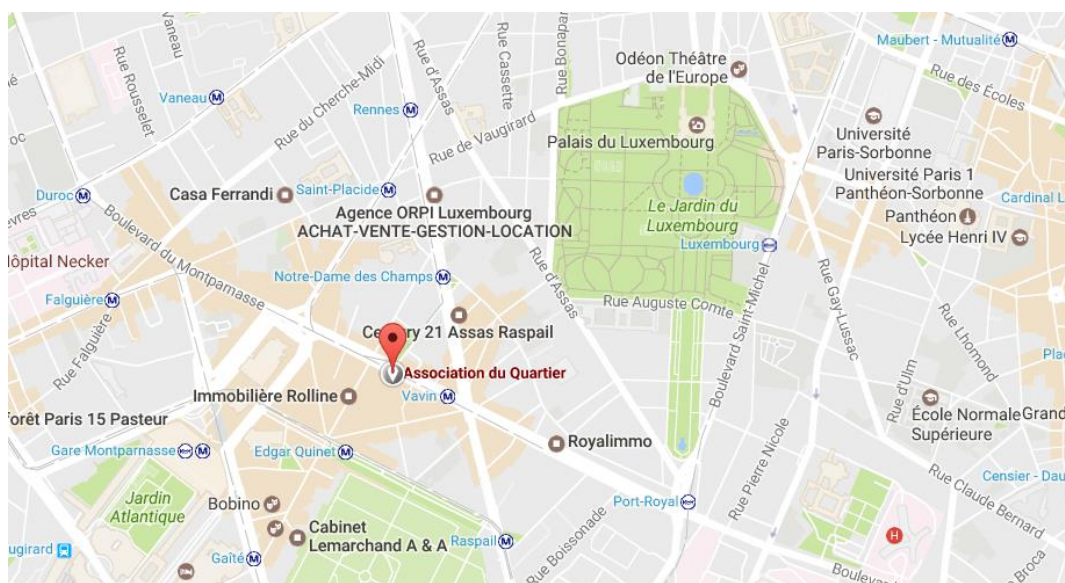 Vaneau
Rue Rousselet
Vaneau
Rue du Cherche-Midi
Rennes
Rue d'Assas
Rue Cassette
Rue Bonapar
Rue de Vaugirard
Odéon Théâtre
de l'Europe
Maubert - Mutualité
Rue des Écoles
Palais du Luxembourg
Université
Paris-Sorbonne
Université Paris 1
Panthéon-Sorbonne
Cardinal L
Panthéon
Lycée Henri IV
Duroc
Casa Ferrandi
Saint-Placide
Agence ORPI Luxembourg
ACHAT-VENTE-GESTION-LOCATION
Le Jardin du
Luxembourg
Luxembourg
Boulevard du Montparnasse
Hôpital Necker
Falguière
Notre-Dame des Champs
Rue d'Assas
Rue Auguste Comte
Boulevard Saint-Michel
Rue Gay-Lussac
Rue Lhomond
Rue d'Ulm
Rue Falguière
Association du Quartier
Immobilière Rolline
Vavin
forêt Paris 15 Pasteur
Gare Montparnasse
Edgar Quinet
Royalimmo
École Normale
Supérieure
Grand
Port-Royal
Rue Pierre Nicole
Censier - Dau
Rue Claude Bernard
Jardin
Atlantique
Bobino
Cabinet
Lemarchand A & A
Raspail
Rue Boissonade
Gaîté
ugirard
H
Boulevard
Broca